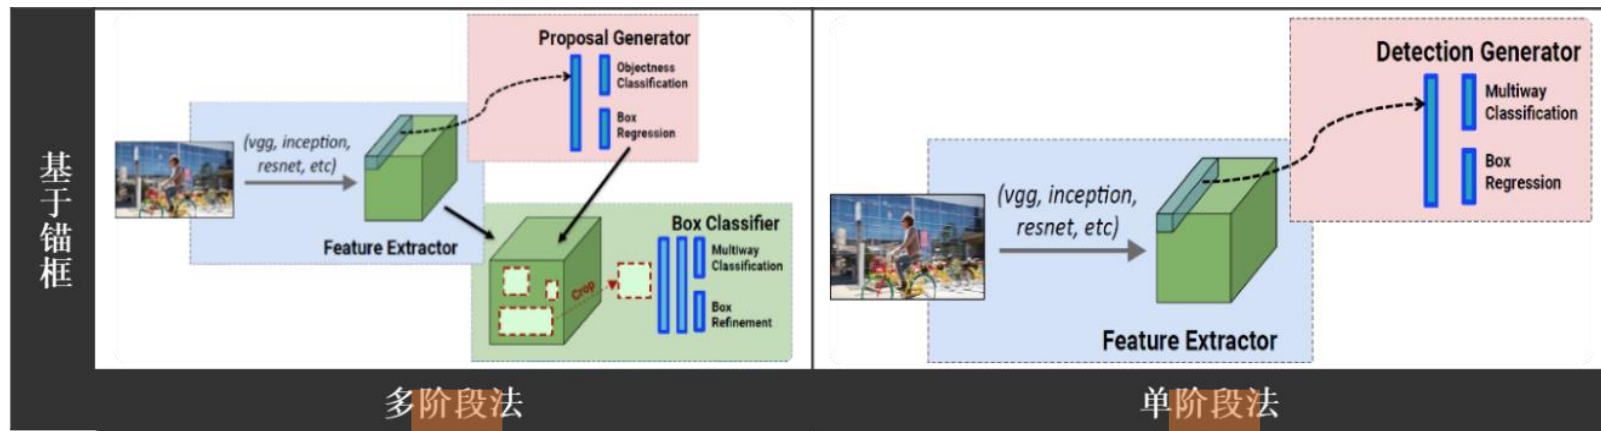 基于锚框
Proposal Generator
Objectness
Classification
Box
Regression
(vgg, inception,
resnet, etc)
Feature Extractor
Box Classifier
Multiway
Classification
Crop
Box
Refinement
多阶段法
Detection Generator
Multiway
Classification
Box
Regression
(vgg, inception,
resnet, etc)
Feature Extractor
单阶段法